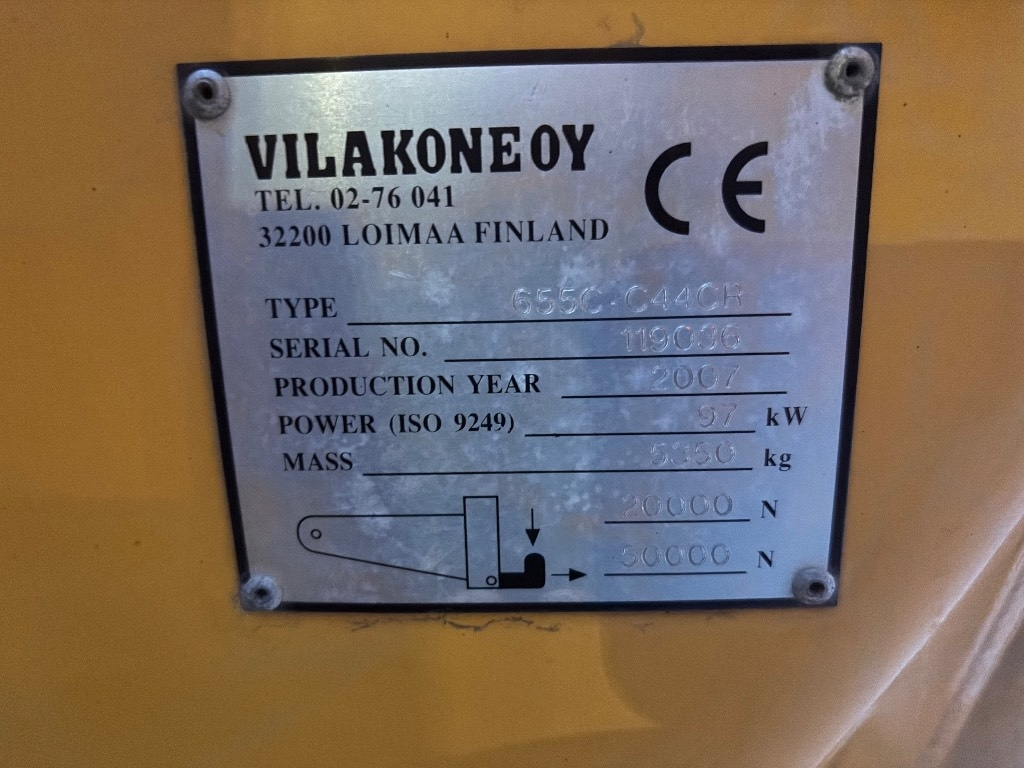 VILAKONE OY
TEL. 02-76 041
32200 LOIMAA FINLAND
CE
TYPE 655C-C44CR
SERIAL NO. 119036
PRODUCTION YEAR 2007
POWER (ISO 9249) 97 kW
MASS 5350 kg
20000 N
50000 N